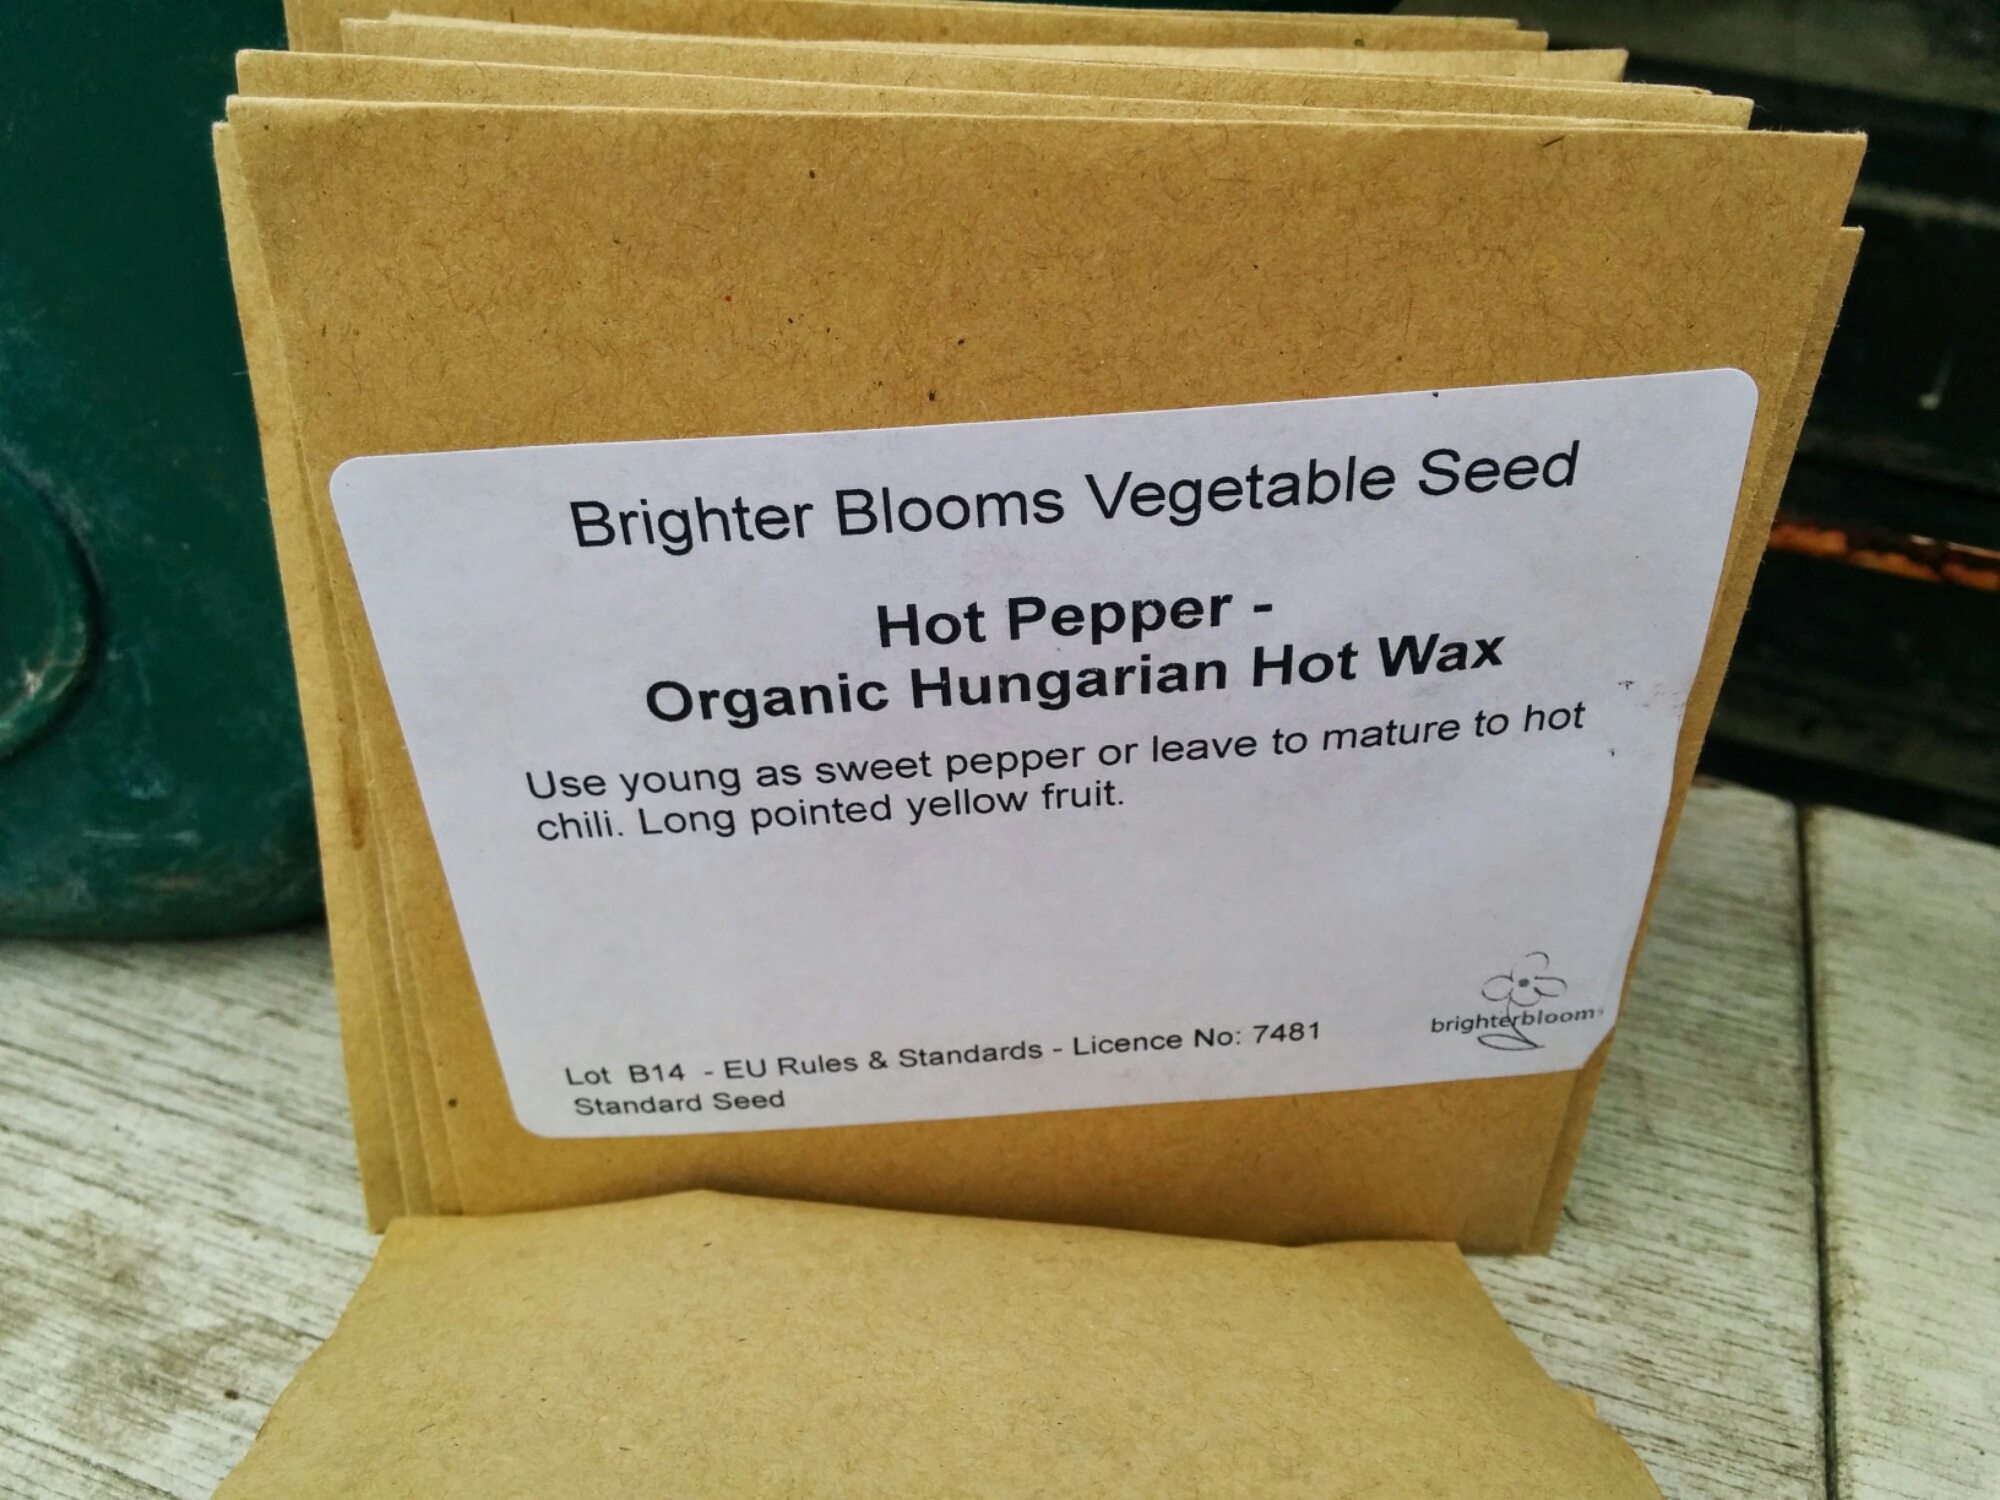 Brighter Blooms Vegetable Seed
Hot Pepper -
Organic Hungarian Hot Wax
Use young as sweet pepper or leave to mature to hot
chili. Long pointed yellow fruit.
brighterblooms
Lot B14 - EU Rules & Standards - Licence No: 7481
Standard Seed